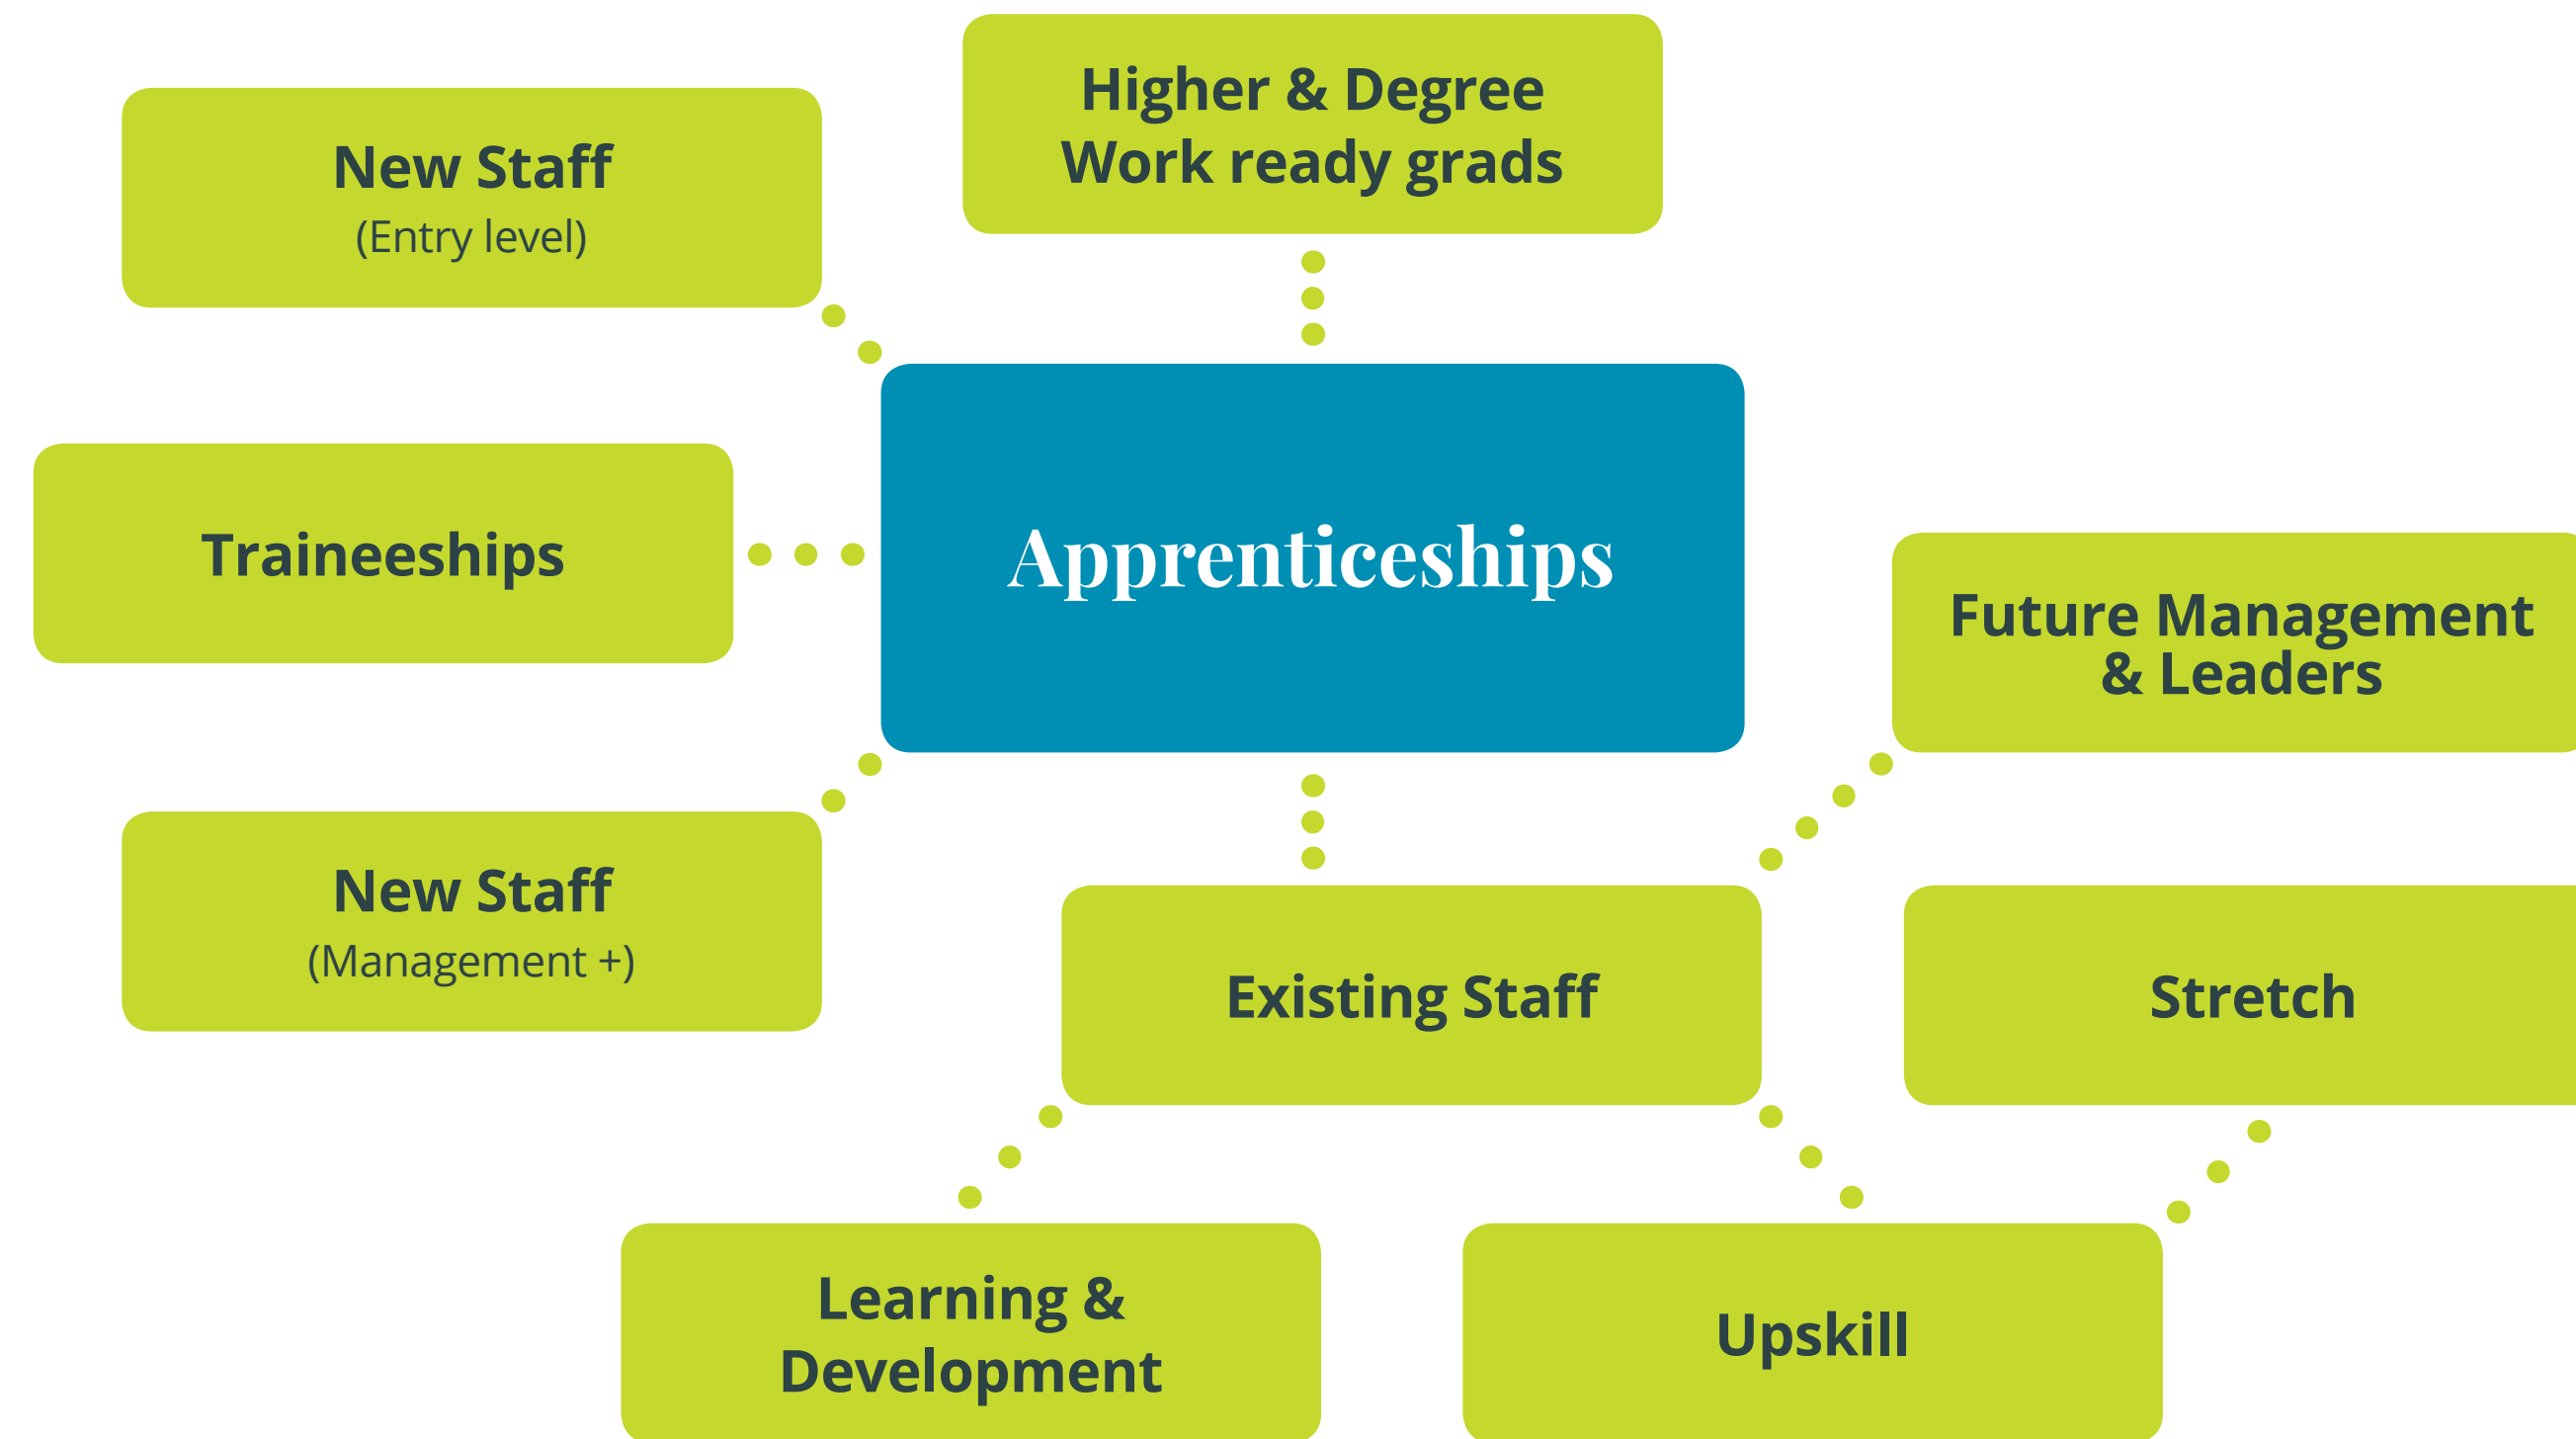 Higher & Degree
Work ready grads
New Staff
(Entry level)
Traineeships
Apprenticeships
Future Management
& Leaders
New Staff
(Management +)
Existing Staff
Stretch
Learning &
Development
Upskill